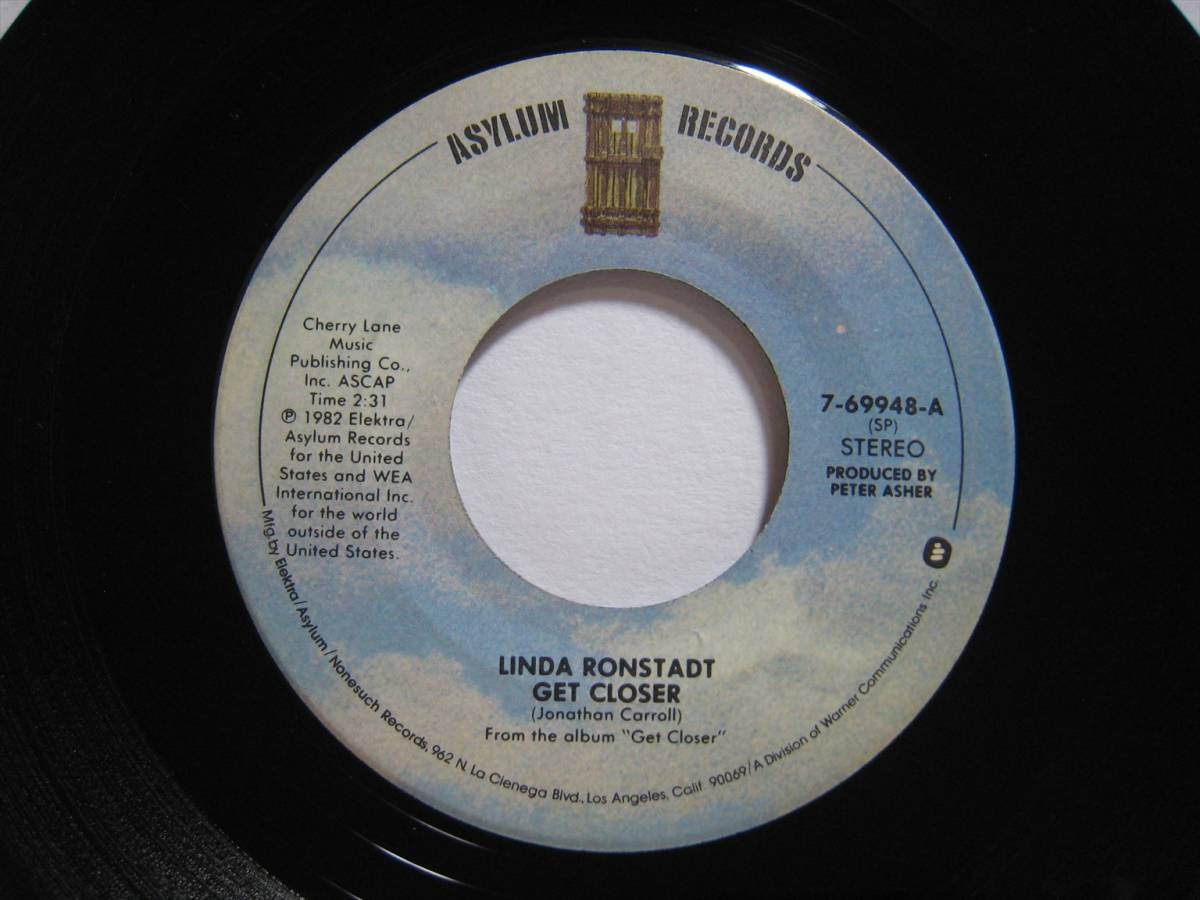 ASYLUM RECORDS
Cherry Lane
Music
Publishing Co.,
Inc. ASCAP
Time 2:31
℗ 1982 Elektra/
Asylum Records
for the United
States and WEA
International Inc.
for the world
outside of the
United States.
7-69948-A
(SP)
STEREO
PRODUCED BY
PETER ASHER
LINDA RONSTADT
GET CLOSER
(Jonathan Carroll)
From the album "Get Closer"
Mfg. by Elektra/Asylum/Nonesuch Records, 962 N. La Cienega Blvd., Los Angeles, Calif. 90069/A Division of Warner Communications Inc.